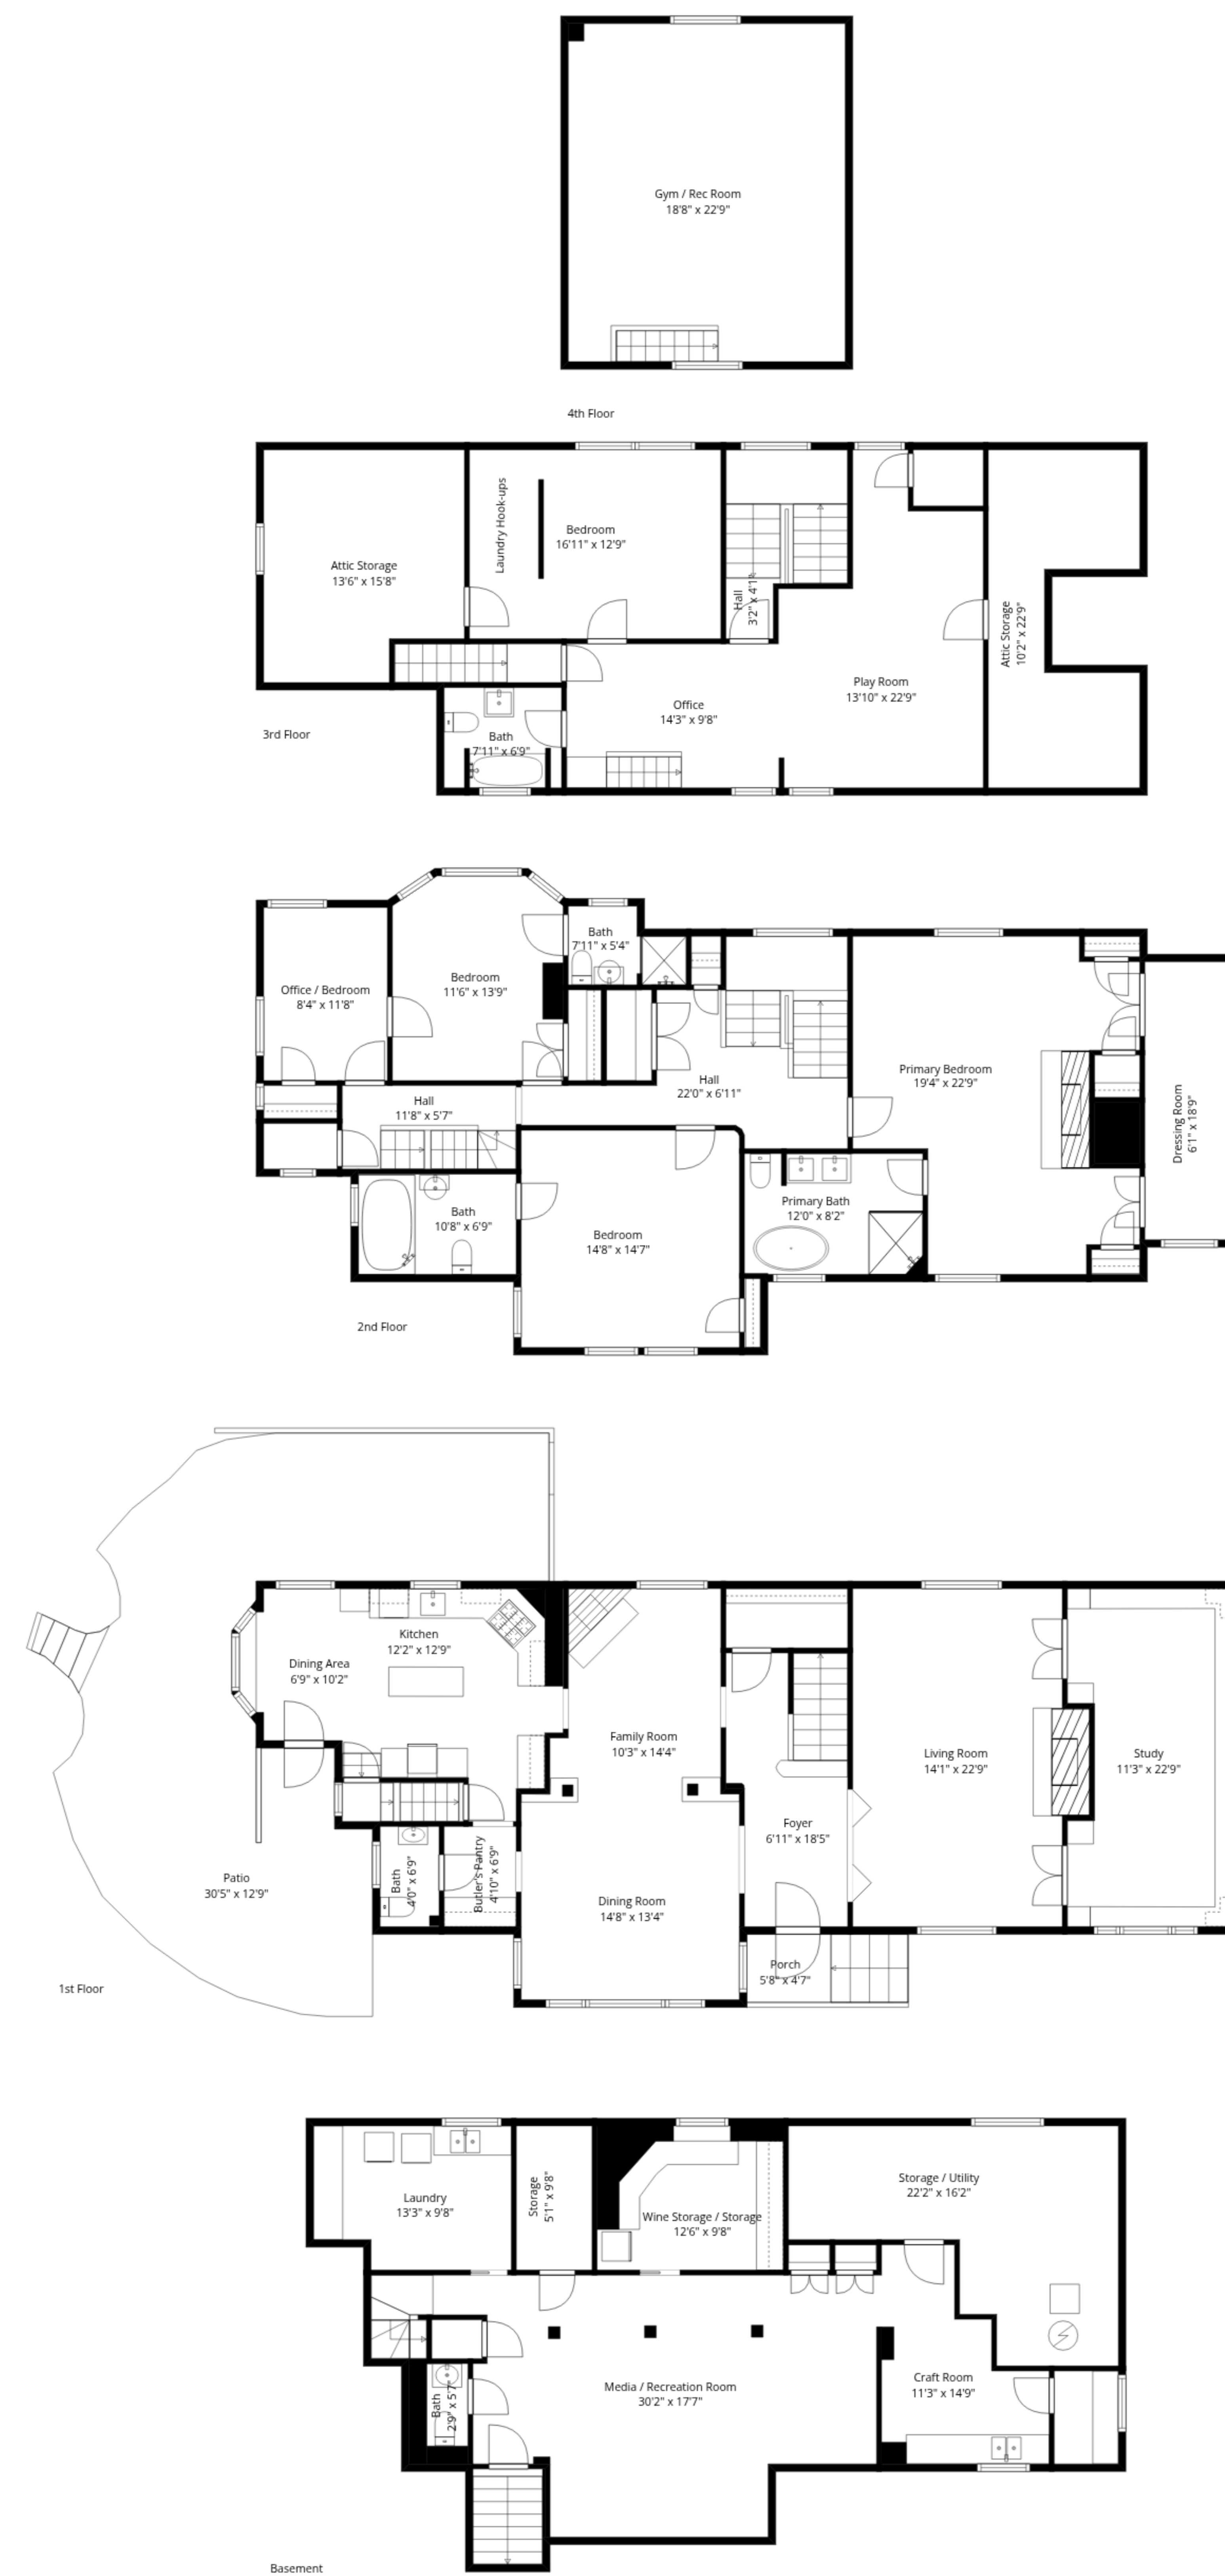 Gym / Rec Room
18'8" x 22'9"
4th Floor
Laundry Hook-ups
Bedroom
16'11" x 12'9"
Attic Storage
13'6" x 15'8"
Hall
3'2" x 4'1"
Attic Storage
10'2" x 22'9"
Play Room
13'10" x 22'9"
Office
14'3" x 9'8"
Bath
7'11" x 6'9"
3rd Floor
Bath
7'11" x 5'4"
Bedroom
11'6" x 13'9"
Office / Bedroom
8'4" x 11'8"
Primary Bedroom
19'4" x 22'9"
Hall
22'0" x 6'11"
Hall
11'8" x 5'7"
Dressing Room
6'1" x 18'9"
Primary Bath
12'0" x 8'2"
Bath
10'8" x 6'9"
Bedroom
14'8" x 14'7"
2nd Floor
Kitchen
12'2" x 12'9"
Dining Area
6'9" x 10'2"
Family Room
10'3" x 14'4"
Living Room
14'1" x 22'9"
Study
11'3" x 22'9"
Foyer
6'11" x 18'5"
Patio
30'5" x 12'9"
Bath
4'0" x 6'9"
Butler's Pantry
4'10" x 6'9"
Dining Room
14'8" x 13'4"
Porch
5'8" x 4'7"
1st Floor
Storage / Utility
22'2" x 16'2"
Laundry
13'3" x 9'8"
Storage
5'1" x 9'8"
Wine Storage / Storage
12'6" x 9'8"
Craft Room
11'3" x 14'9"
Media / Recreation Room
30'2" x 17'7"
Bath
2'9" x 5'7"
Basement